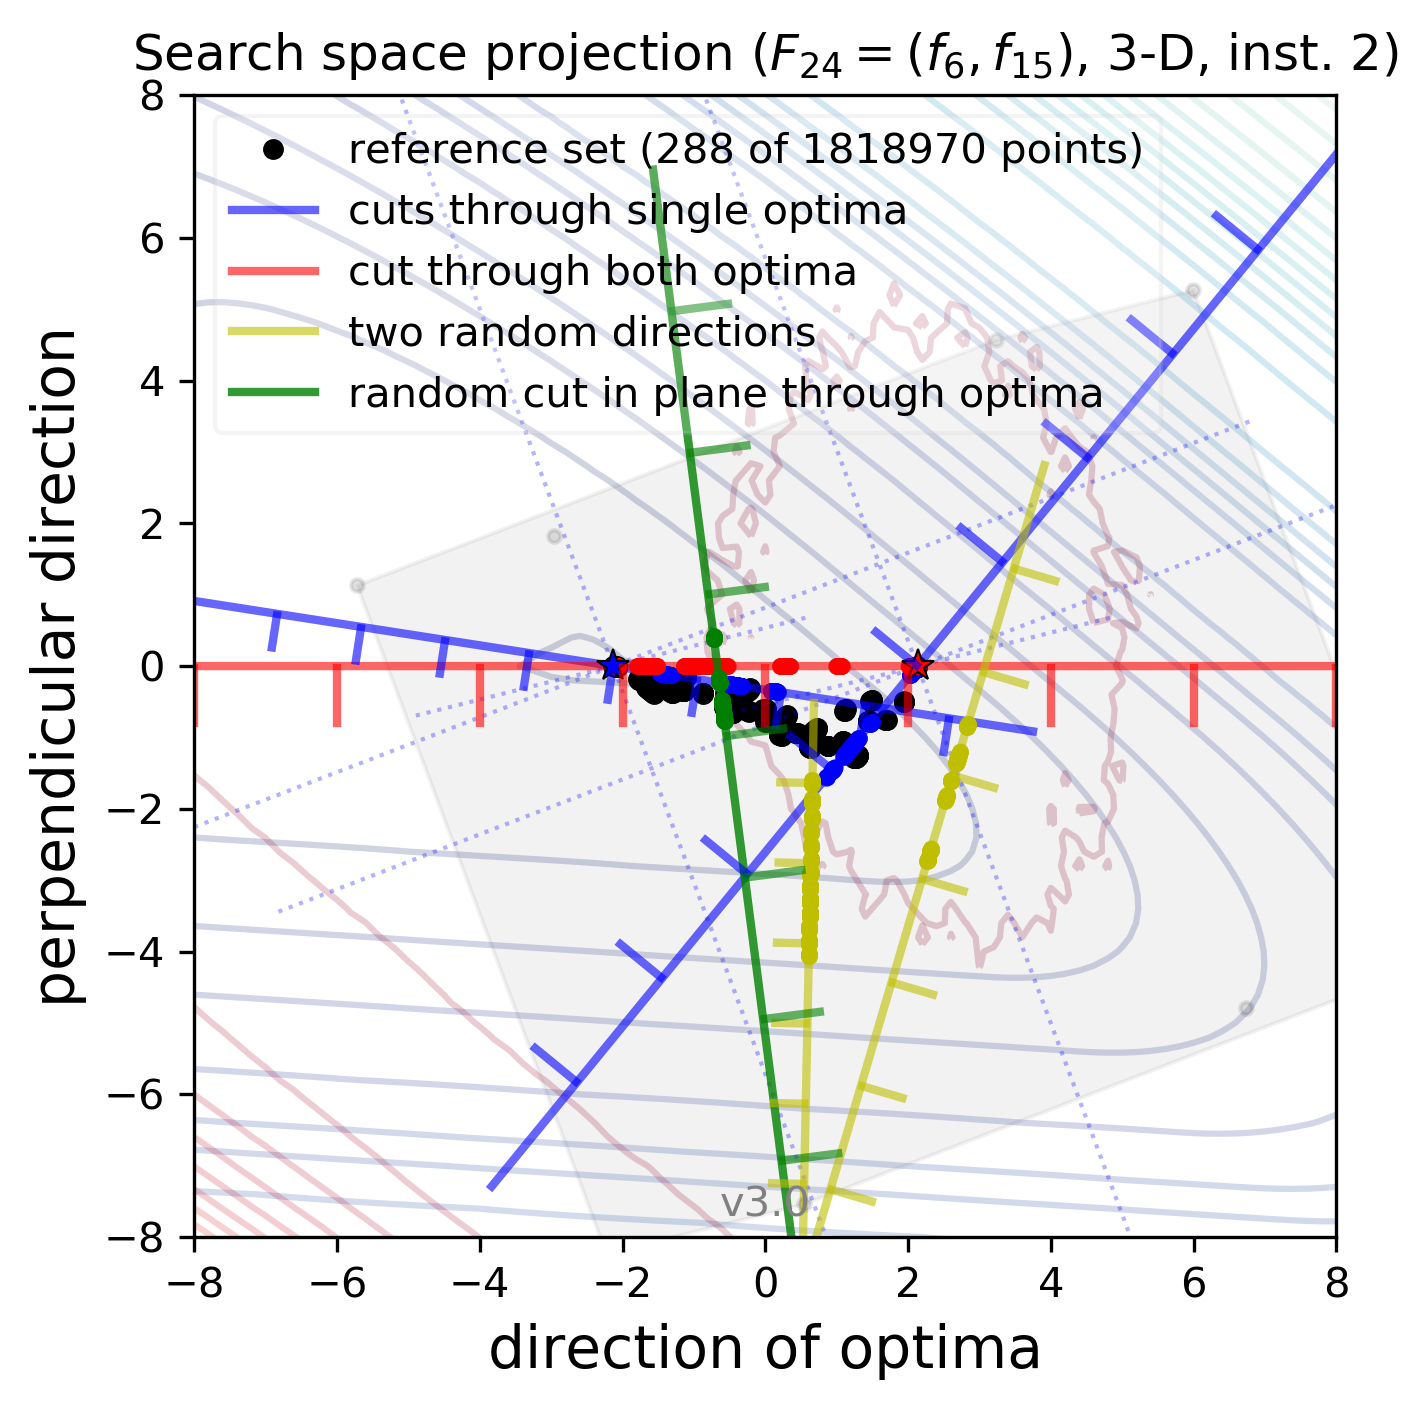 Search space projection (F₂₄ = (f₆, f₁₅), 3-D, inst. 2)
reference set (288 of 1818970 points)
cuts through single optima
cut through both optima
two random directions
random cut in plane through optima
perpendicular direction
8
6
4
2
0
−2
−4
−6
−8
v3.0
−8 −6 −4 −2 0 2 4 6 8
direction of optima